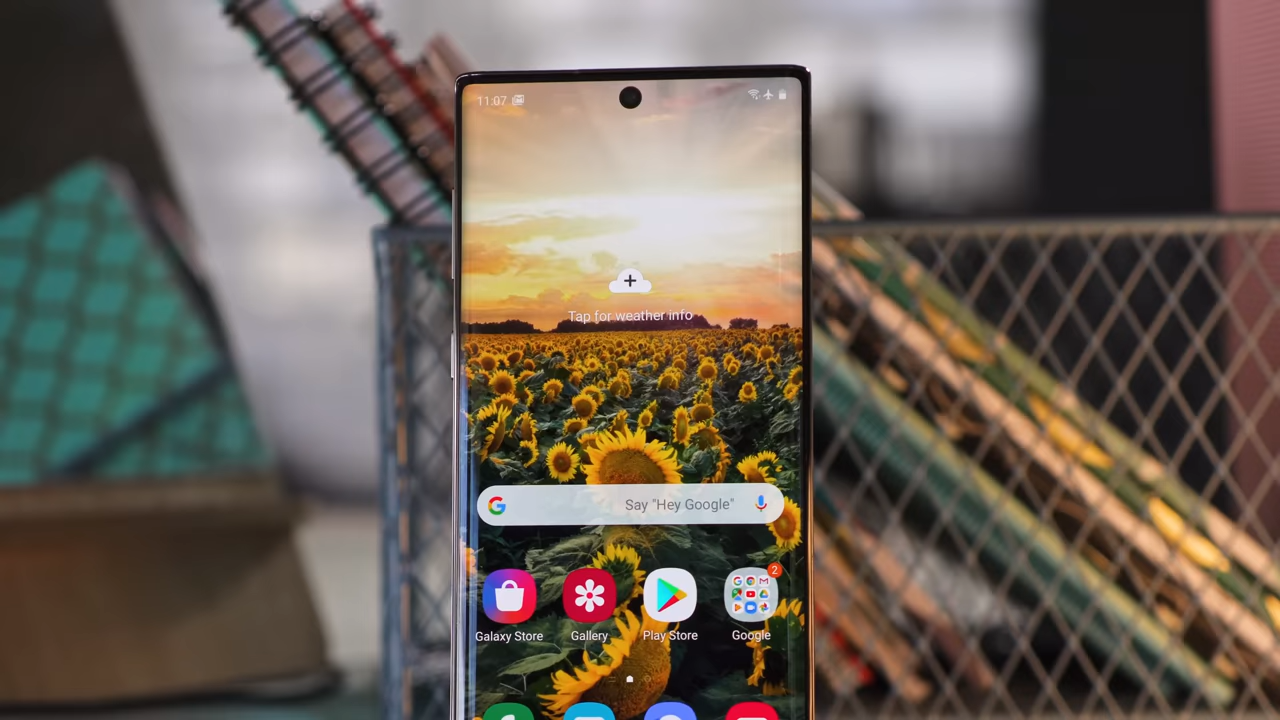 11:07
Tap for weather info
Say "Hey Google"
2
Galaxy Store
Gallery
Play Store
Google